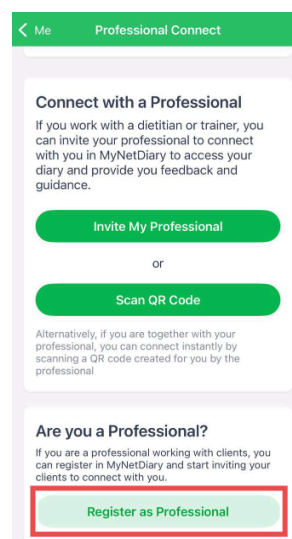 Me Professional Connect
Connect with a Professional
If you work with a dietitian or trainer, you
can invite your professional to connect
with you in MyNetDiary to access your
diary and provide you feedback and
guidance.
Invite My Professional
or
Scan QR Code
Alternatively, if you are together with your
professional, you can connect instantly by
scanning a QR code created for you by the
professional
Are you a Professional?
If you are a professional working with clients, you
can register in MyNetDiary and start inviting your
clients to connect with you.
Register as Professional